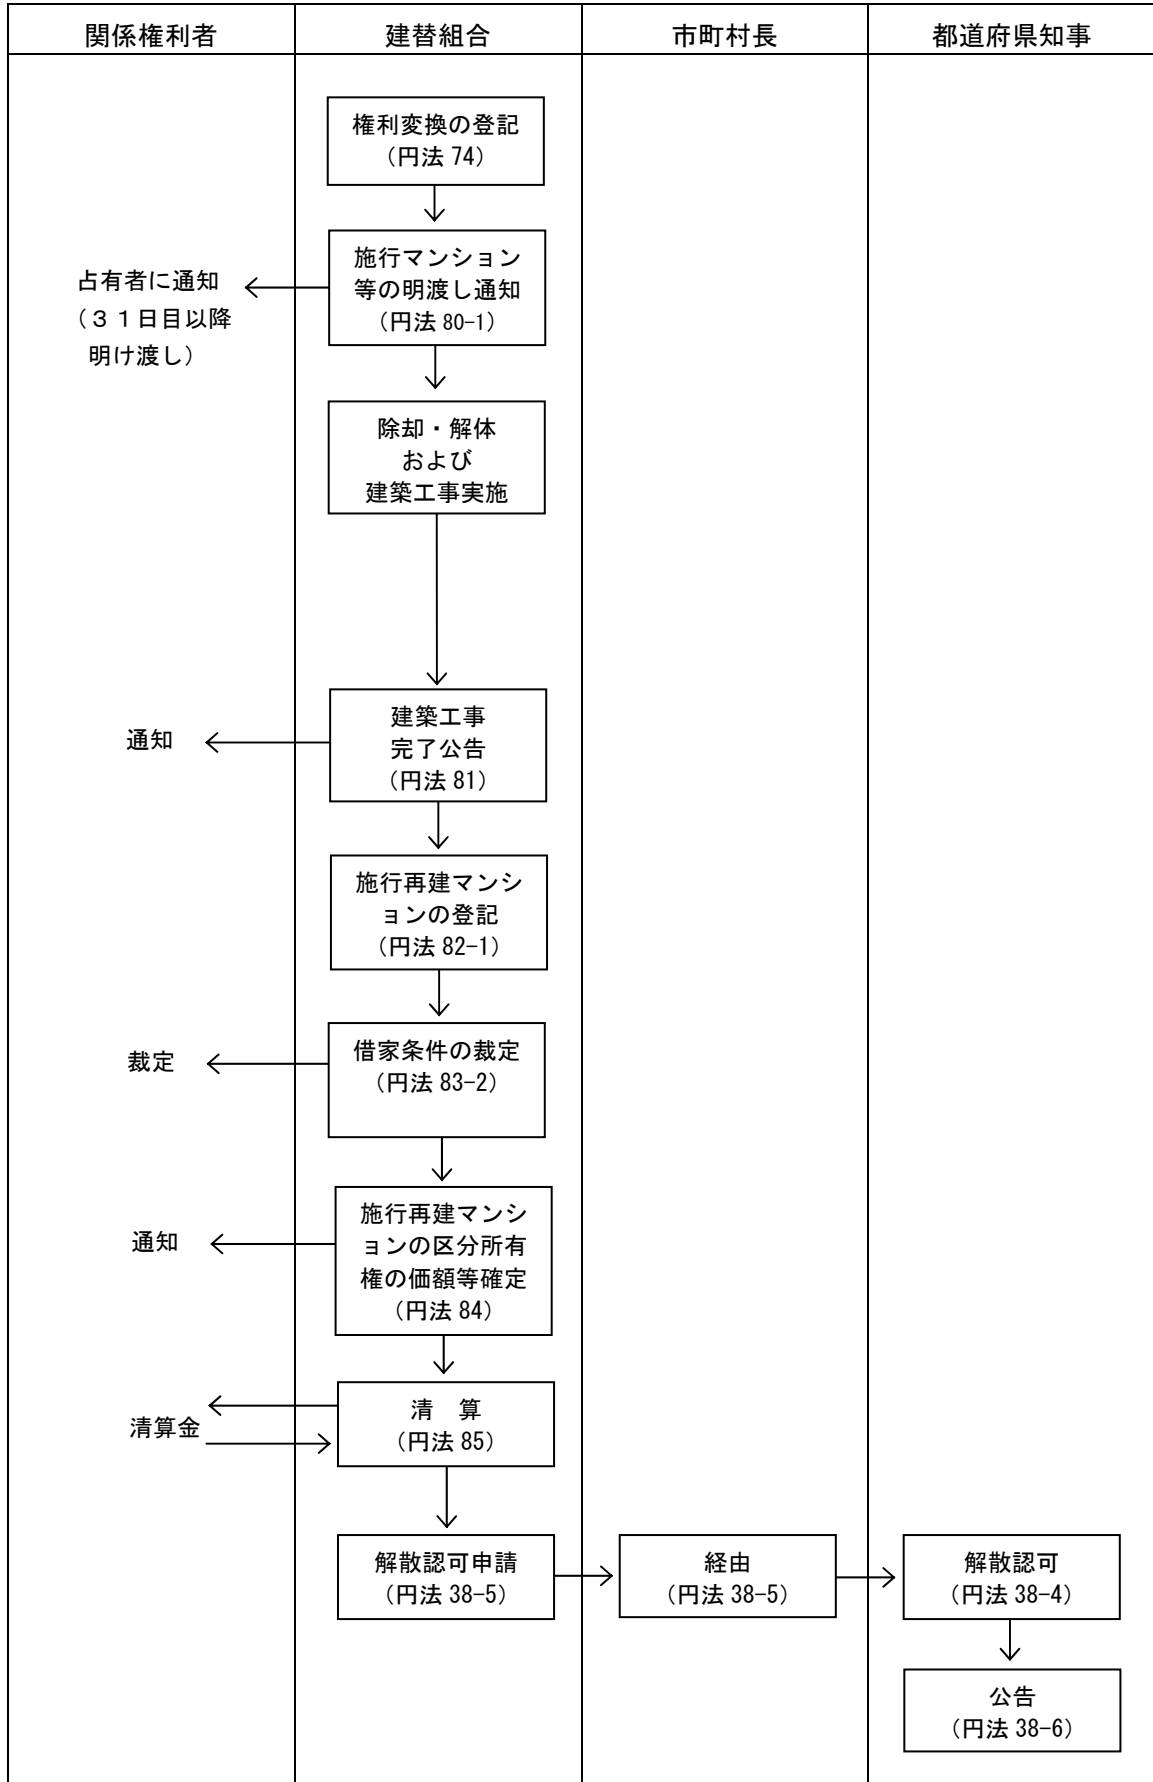 関係権利者
建替組合
市町村長
都道府県知事
権利変換の登記
（円法 74）
施行マンション
等の明渡し通知
（円法 80-1）
占有者に通知
（３１日目以降
明け渡し）
除却・解体
および
建築工事実施
建築工事
完了公告
（円法 81）
通知
施行再建マンシ
ョンの登記
（円法 82-1）
借家条件の裁定
（円法 83-2）
裁定
施行再建マンシ
ョンの区分所有
権の価額等確定
（円法 84）
通知
清　算
（円法 85）
清算金
解散認可申請
（円法 38-5）
経由
（円法 38-5）
解散認可
（円法 38-4）
公告
（円法 38-6）